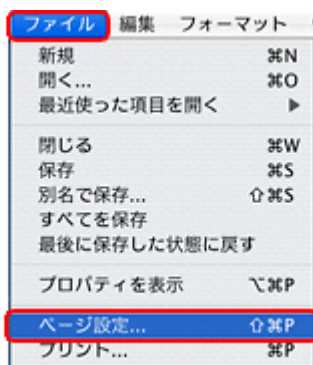 ファイル 編集 フォーマット
新規 ⌘N
開く... ⌘O
最近使った項目を開く ▶
閉じる ⌘W
保存 ⌘S
別名で保存... ⇧⌘S
すべてを保存
最後に保存した状態に戻す
プロパティを表示 ⌥⌘P
ページ設定... ⇧⌘P
プリント... ⌘P